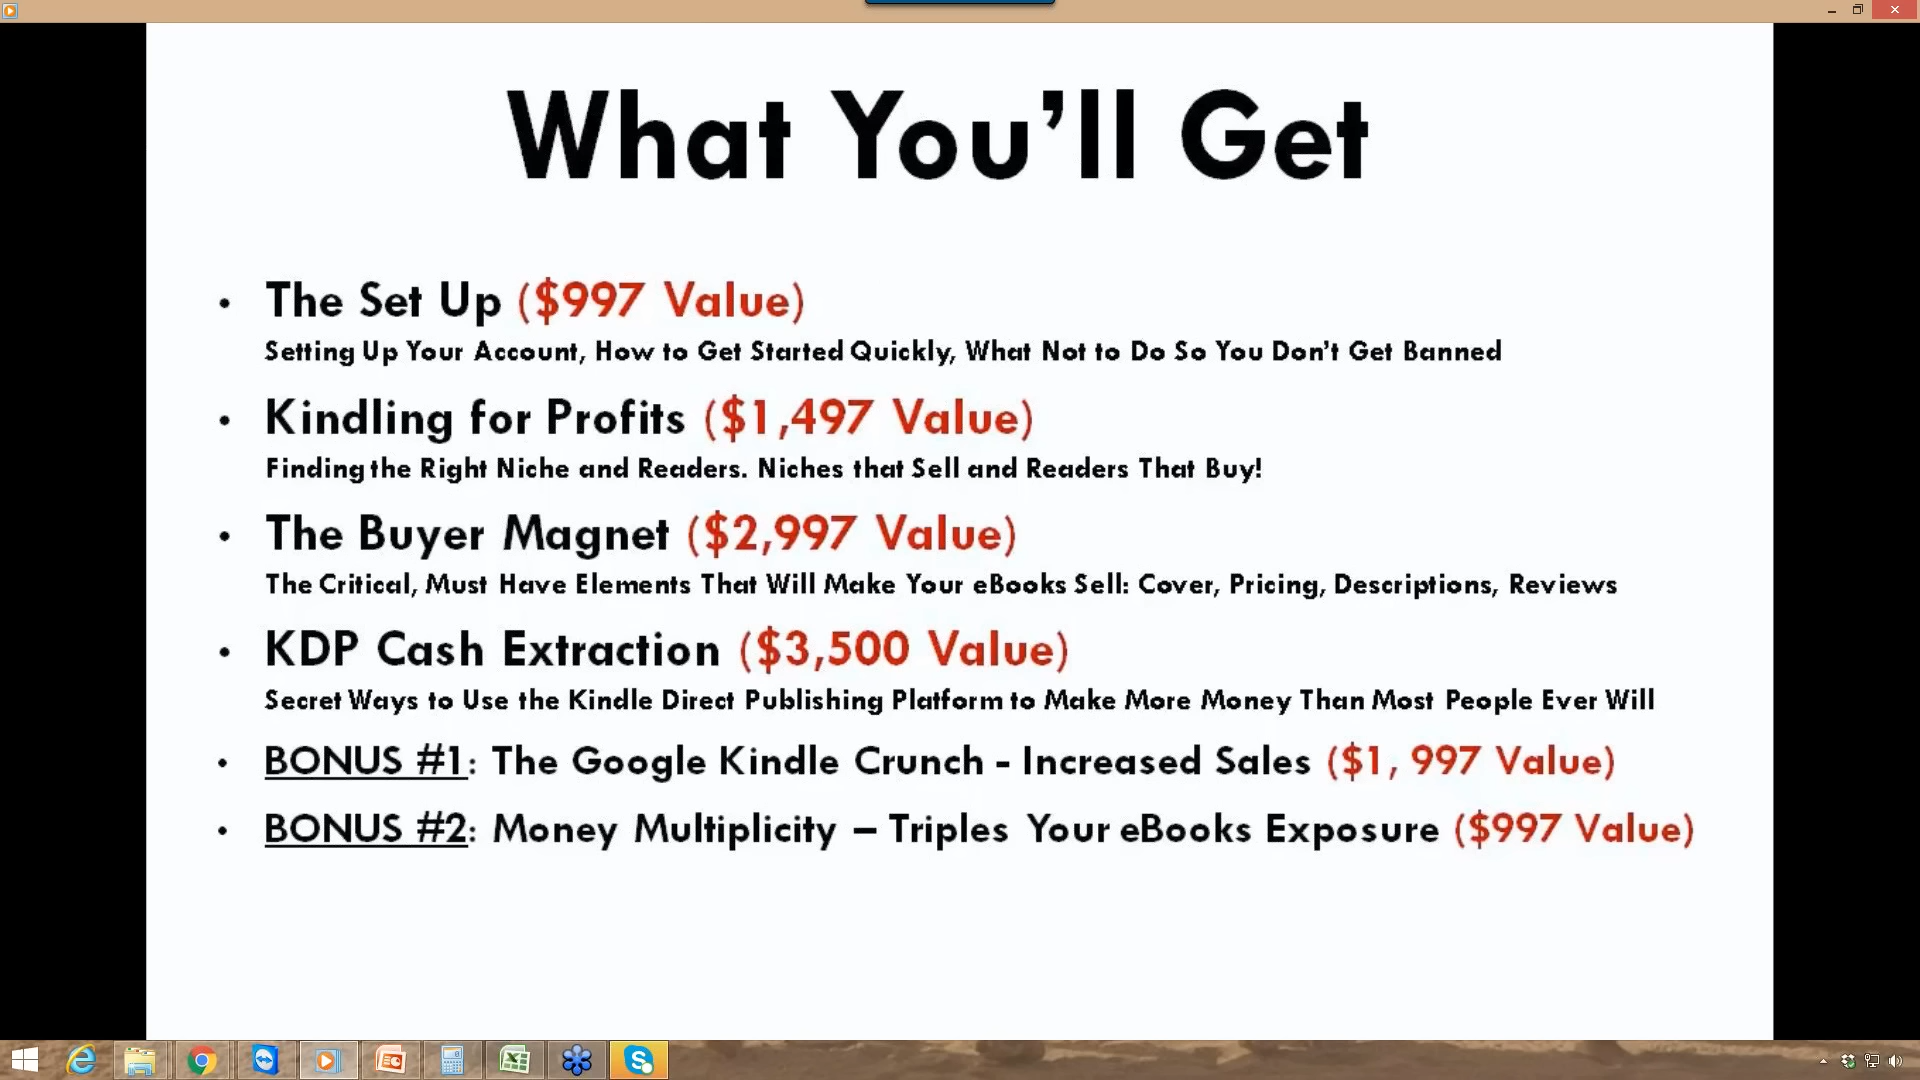 What You’ll Get
• The Set Up ($997 Value)
Setting Up Your Account, How to Get Started Quickly, What Not to Do So You Don’t Get Banned
• Kindling for Profits ($1,497 Value)
Finding the Right Niche and Readers. Niches that Sell and Readers That Buy!
• The Buyer Magnet ($2,997 Value)
The Critical, Must Have Elements That Will Make Your eBooks Sell: Cover, Pricing, Descriptions, Reviews
• KDP Cash Extraction ($3,500 Value)
Secret Ways to Use the Kindle Direct Publishing Platform to Make More Money Than Most People Ever Will
• BONUS #1: The Google Kindle Crunch - Increased Sales ($1, 997 Value)
• BONUS #2: Money Multiplicity – Triples Your eBooks Exposure ($997 Value)